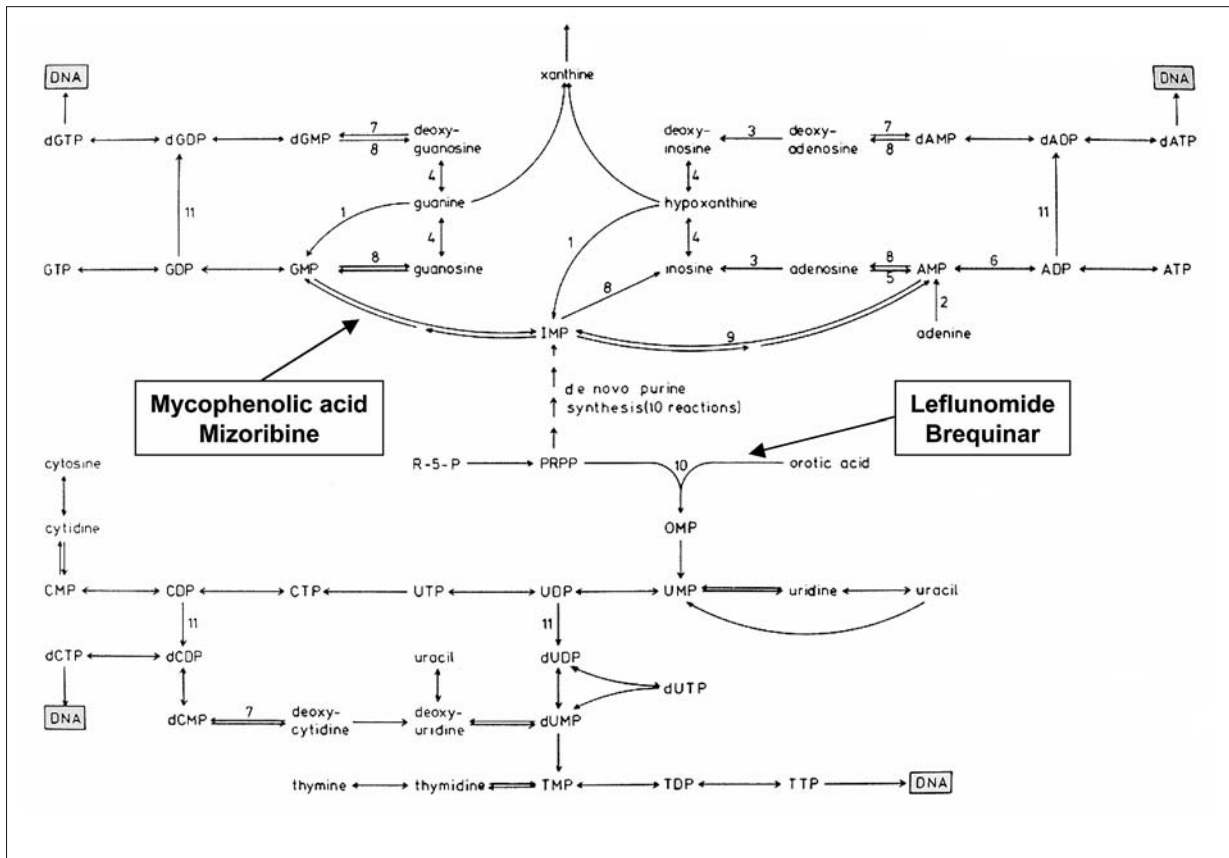 xanthine
DNA
DNA
dGTP dGDP dGMP 7 deoxy-
8 guanosine
deoxy- 3 deoxy- 7 dAMP dADP dATP
inosine adenosine 8
4
4
guanine
hypoxanthine
1
11
4
1
4
11
GTP GDP GMP 8 guanosine
inosine 3 adenosine 8 AMP 6 ADP ATP
5
8
2
IMP
9
adenine
Mycophenolic acid
Mizoribine
de novo purine
synthesis(10 reactions)
Leflunomide
Brequinar
cytosine
R-5-P PRPP 10 orotic acid
cytidine
OMP
CMP CDP CTP UTP UDP UMP uridine uracil
11
11
dCTP dCDP uracil dUDP
dUTP
DNA
dCMP 7 deoxy-
cytidine
deoxy-
uridine
dUMP
thymine thymidine TMP TDP TTP DNA